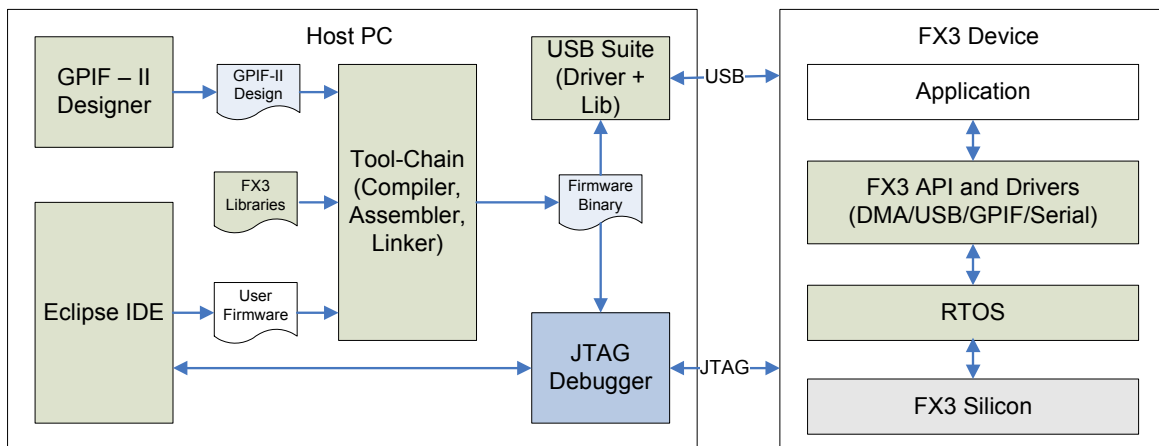 Host PC
GPIF – II
Designer
GPIF-II
Design
FX3
Libraries
Eclipse IDE
User
Firmware
Tool-Chain
(Compiler,
Assembler,
Linker)
Firmware
Binary
USB Suite
(Driver +
Lib)
JTAG
Debugger
USB
JTAG
FX3 Device
Application
FX3 API and Drivers
(DMA/USB/GPIF/Serial)
RTOS
FX3 Silicon